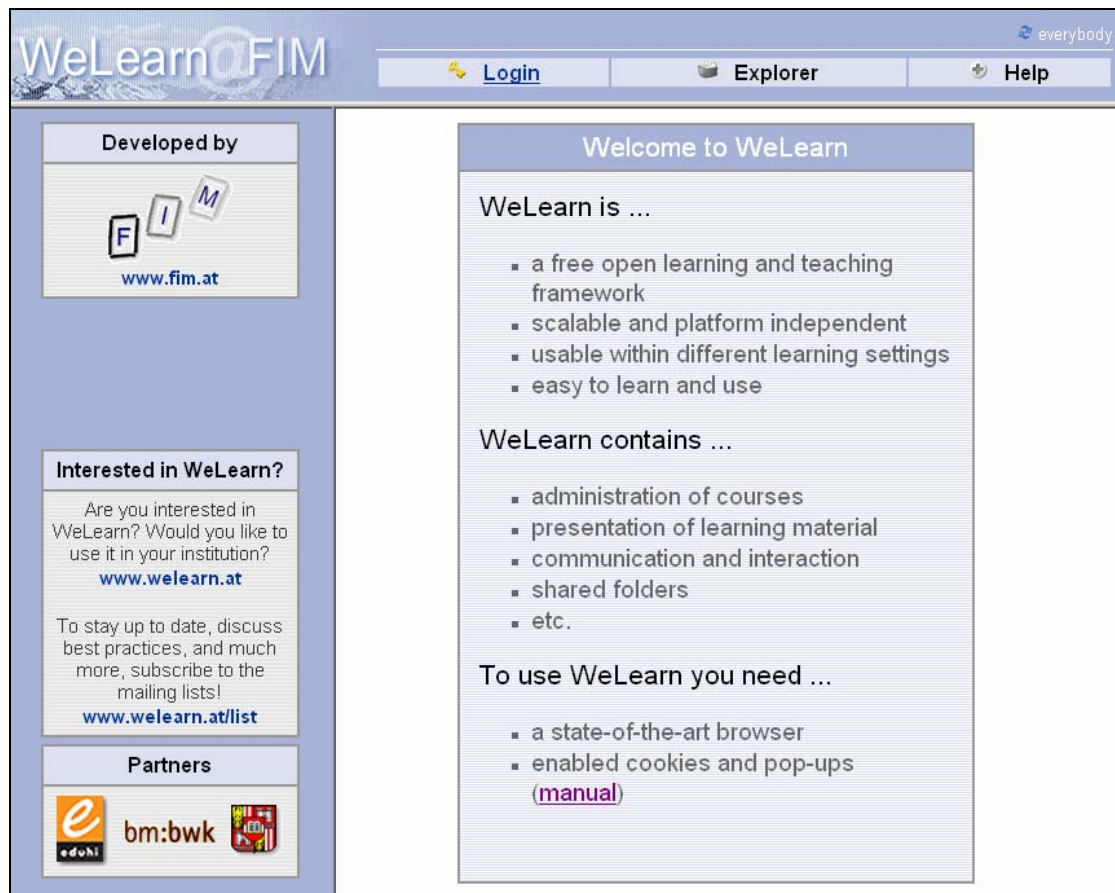 WeLearn@FIM
everybody
Login
Explorer
Help
Developed by
F I M
www.fim.at
Interested in WeLearn?
Are you interested in
WeLearn? Would you like to
use it in your institution?
www.welearn.at
To stay up to date, discuss
best practices, and much
more, subscribe to the
mailing lists!
www.welearn.at/list
Partners
e
eduhi
bm:bwk
Welcome to WeLearn
WeLearn is ...
a free open learning and teaching
framework
scalable and platform independent
usable within different learning settings
easy to learn and use
WeLearn contains ...
administration of courses
presentation of learning material
communication and interaction
shared folders
etc.
To use WeLearn you need ...
a state-of-the-art browser
enabled cookies and pop-ups
(manual)